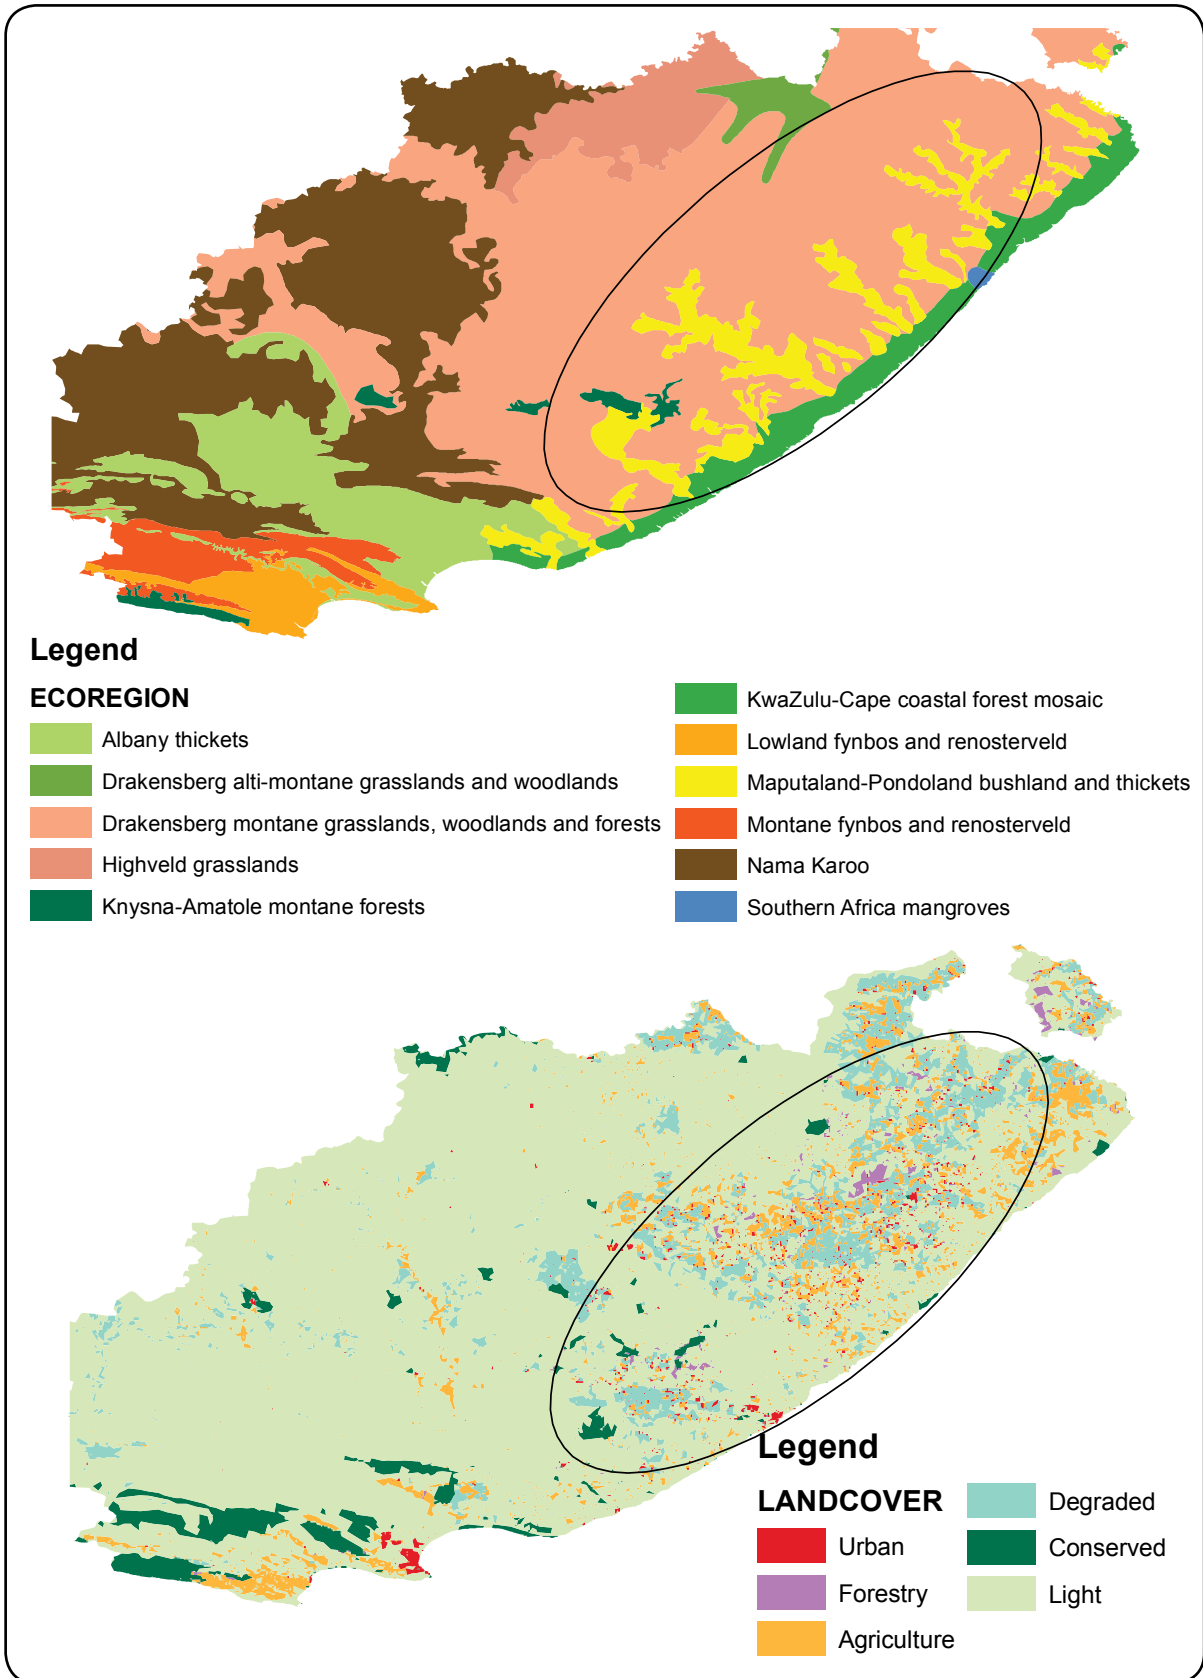 Legend
ECOREGION
Albany thickets
Drakensberg alti-montane grasslands and woodlands
Drakensberg montane grasslands, woodlands and forests
Highveld grasslands
Knysna-Amatole montane forests
KwaZulu-Cape coastal forest mosaic
Lowland fynbos and renosterveld
Maputaland-Pondoland bushland and thickets
Montane fynbos and renosterveld
Nama Karoo
Southern Africa mangroves
Legend
LANDCOVER
Urban
Forestry
Agriculture
Degraded
Conserved
Light